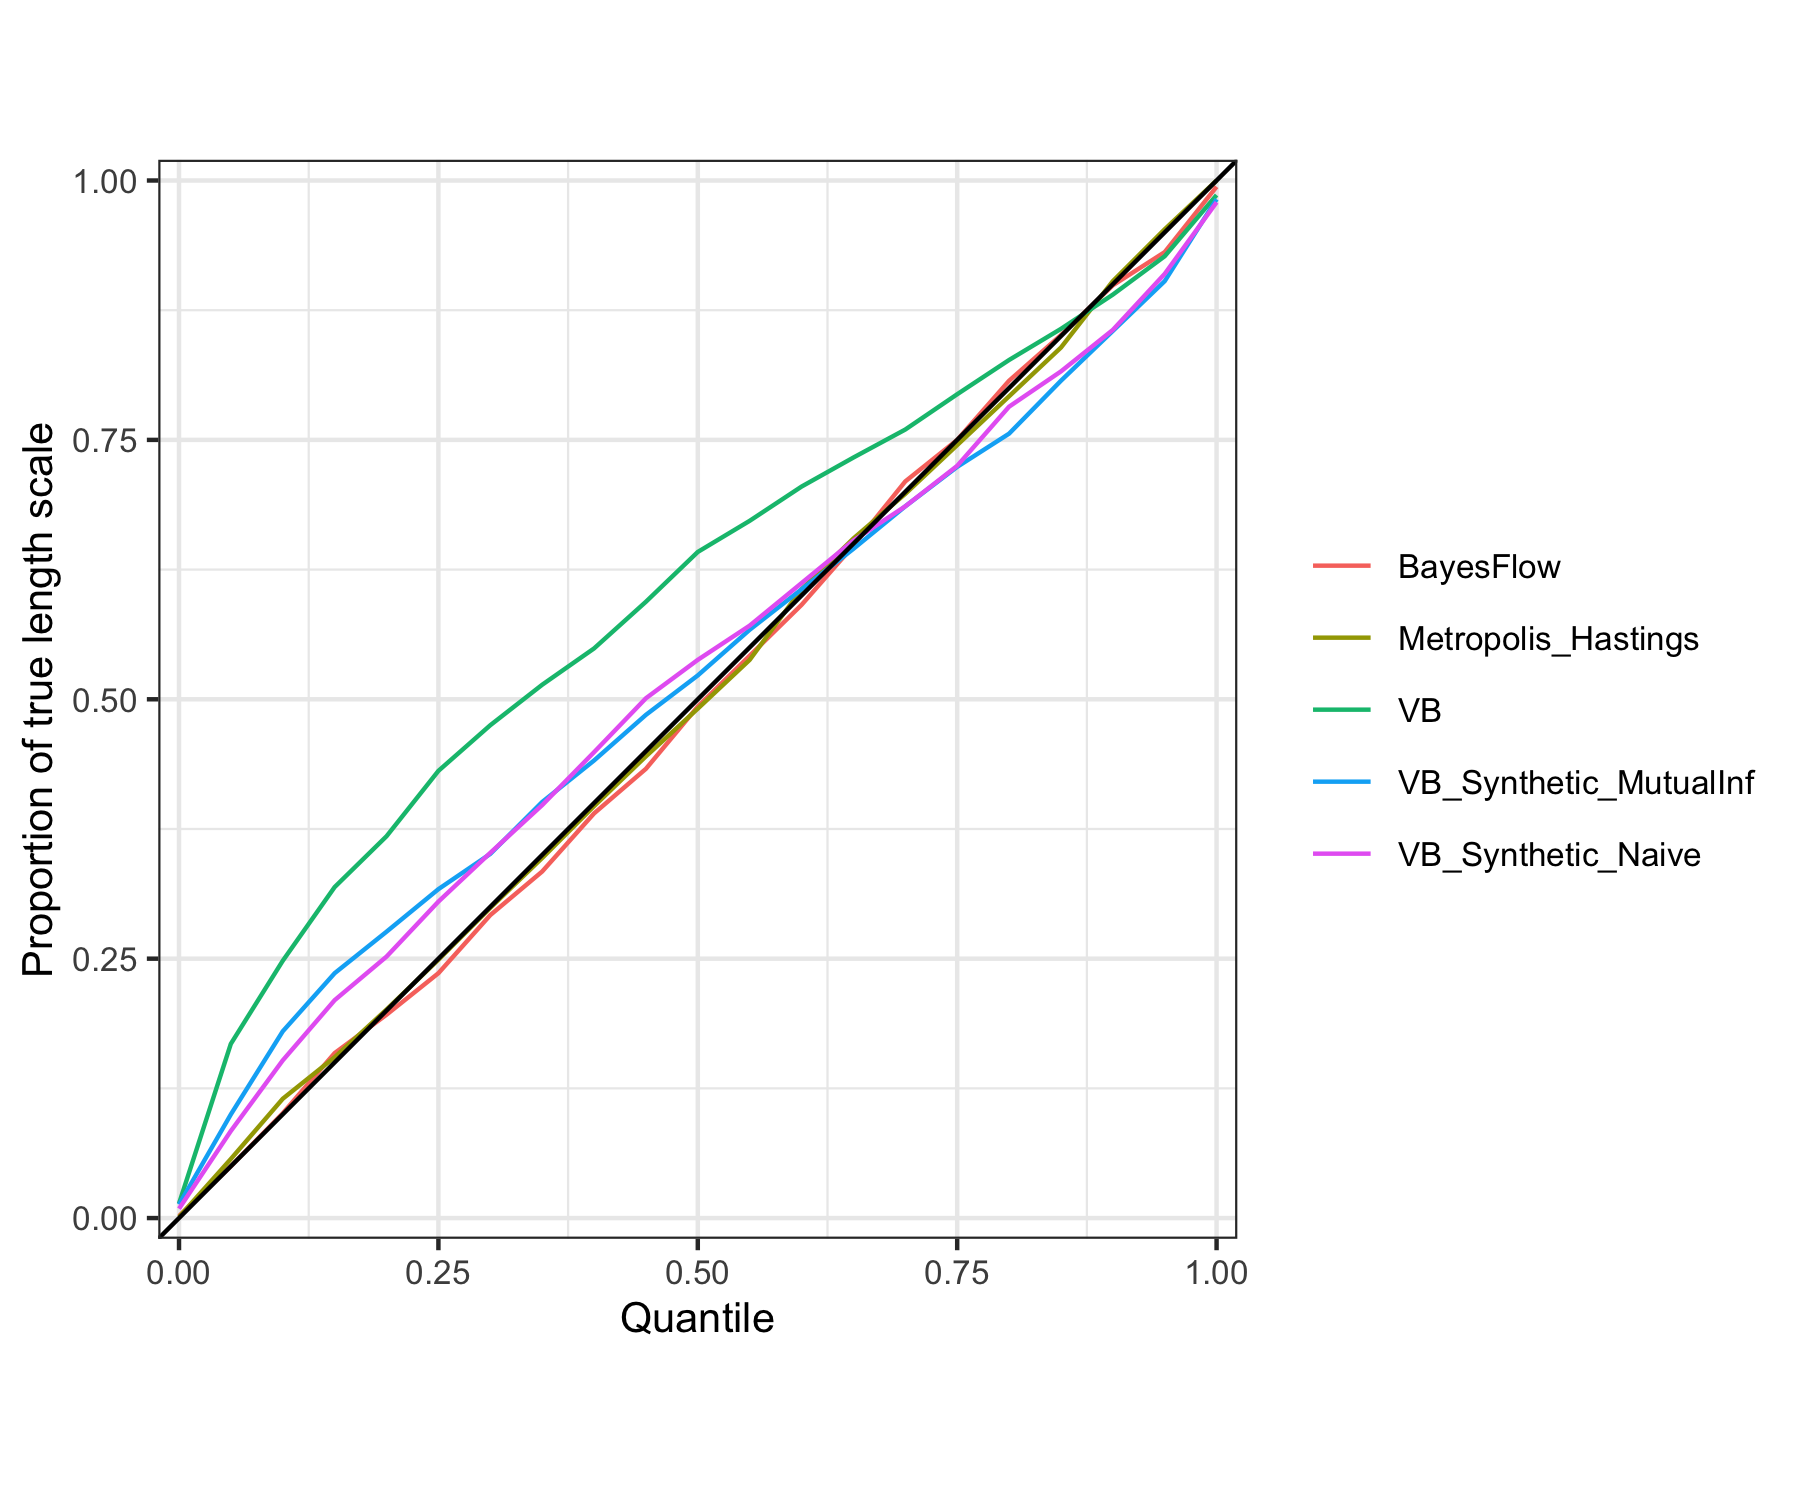 1.00
0.75
0.50
0.25
0.00
Proportion of true length scale
0.00 0.25 0.50 0.75 1.00
Quantile
BayesFlow
Metropolis_Hastings
VB
VB_Synthetic_MutualInf
VB_Synthetic_Naive